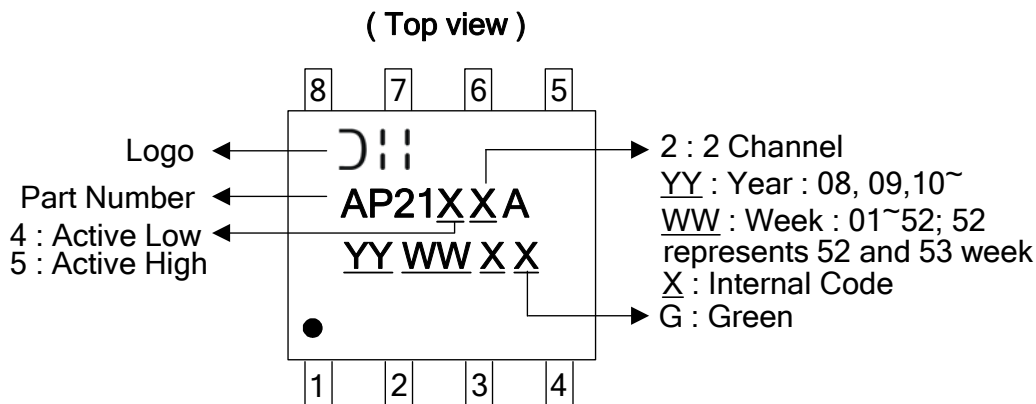 ( Top view )
8 7 6 5
Logo
Part Number
4 : Active Low
5 : Active High
AP21X X A
YY WW X X
2 : 2 Channel
YY : Year : 08, 09,10~
WW : Week : 01~52; 52
represents 52 and 53 week
X : Internal Code
G : Green
1 2 3 4